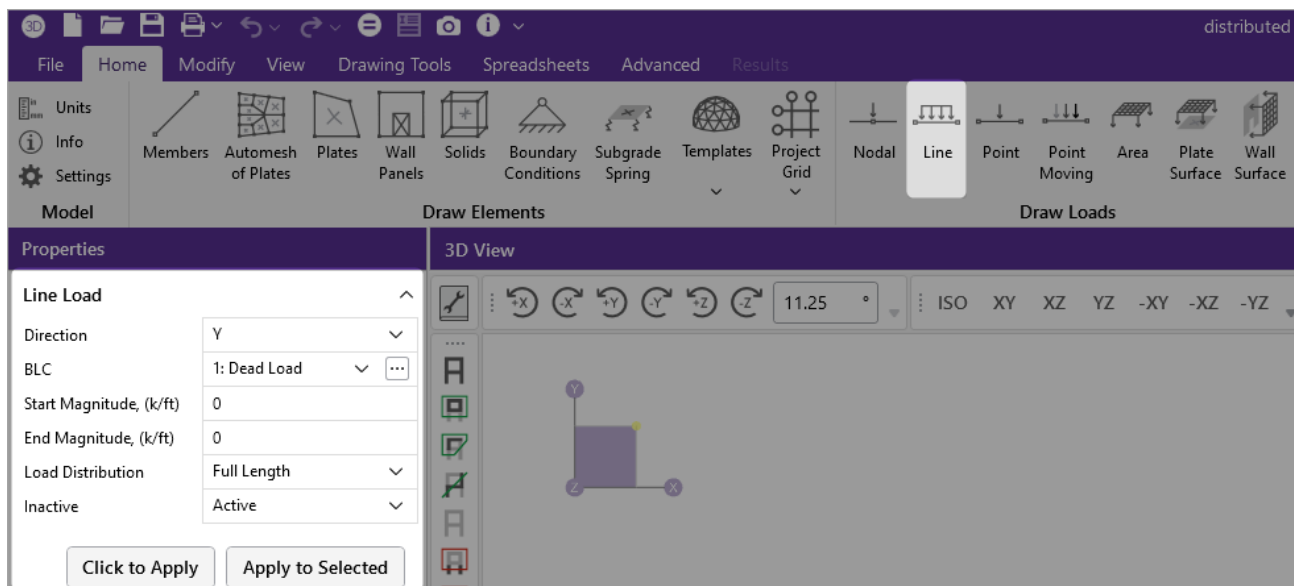 3D distributed
File Home Modify View Drawing Tools Spreadsheets Advanced Results
Units
Info
Settings
Members Automesh of Plates Plates Wall Panels Solids Boundary Conditions Subgrade Spring Templates Project Grid Nodal Line Point Point Moving Area Plate Surface Wall Surface
Model Draw Elements Draw Loads
Properties 3D View
Line Load
+X -X +Y -Y +Z -Z 11.25 ° ISO XY XZ YZ -XY -XZ -YZ
Direction Y
BLC 1: Dead Load ...
Start Magnitude, (k/ft) 0
End Magnitude, (k/ft) 0
Load Distribution Full Length
Inactive Active
Click to Apply Apply to Selected
Y
Z X